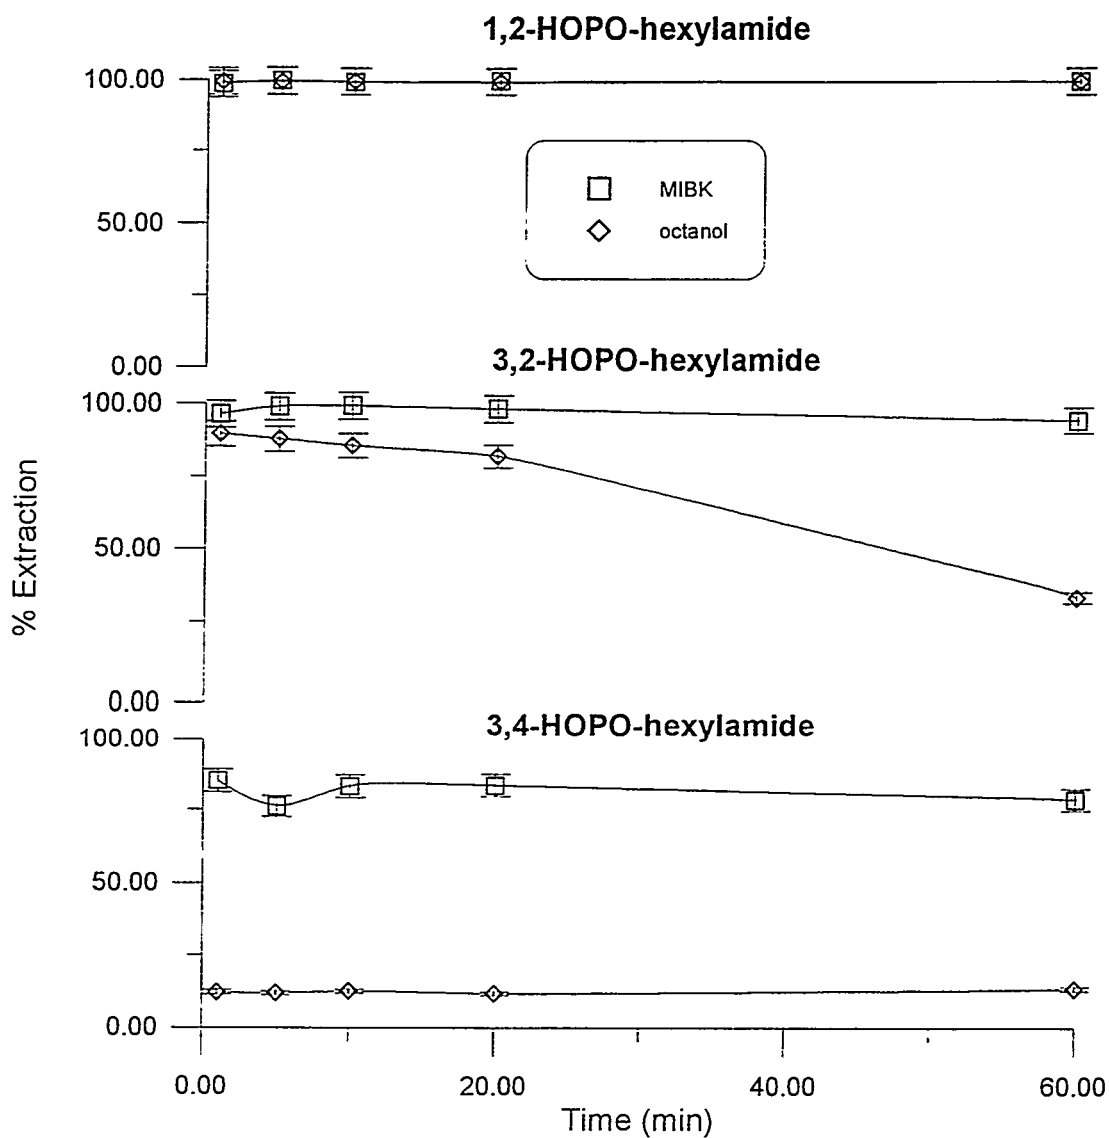 1,2-HOPO-hexylamide
100.00
50.00
0.00
MIBK
octanol
3,2-HOPO-hexylamide
100.00
50.00
0.00
% Extraction
3,4-HOPO-hexylamide
100.00
50.00
0.00
0.00 20.00 40.00 60.00
Time (min)